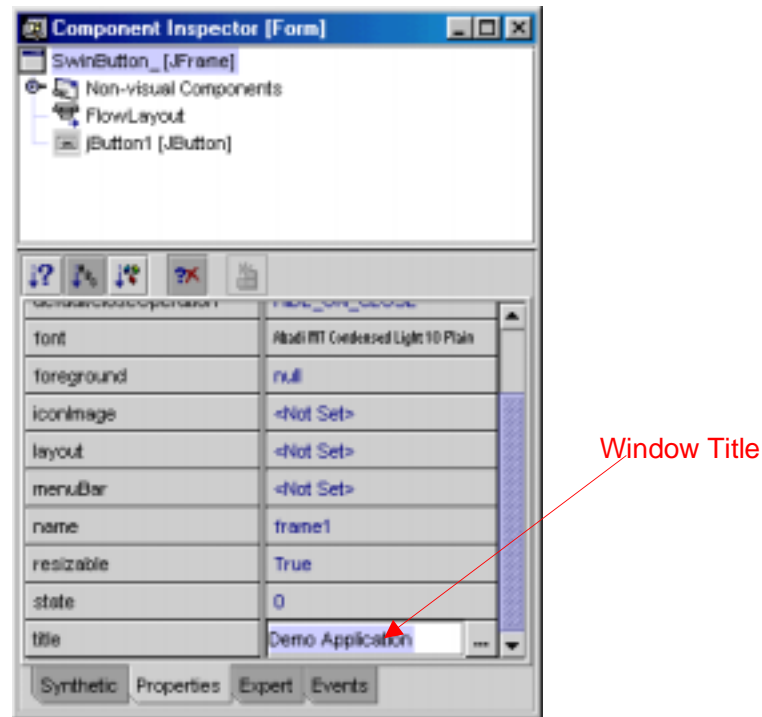 Component Inspector [Form]
SwinButton_ [JFrame]
Non-visual Components
FlowLayout
jButton1 [JButton]
defaultCloseOperation HIDE_ON_CLOSE
font Abadi MT Condensed Light 10 Plain
foreground null
iconImage <Not Set>
layout <Not Set>
Window Title
menuBar <Not Set>
name frame1
resizable True
state 0
title Demo Application ...
Synthetic Properties Expert Events